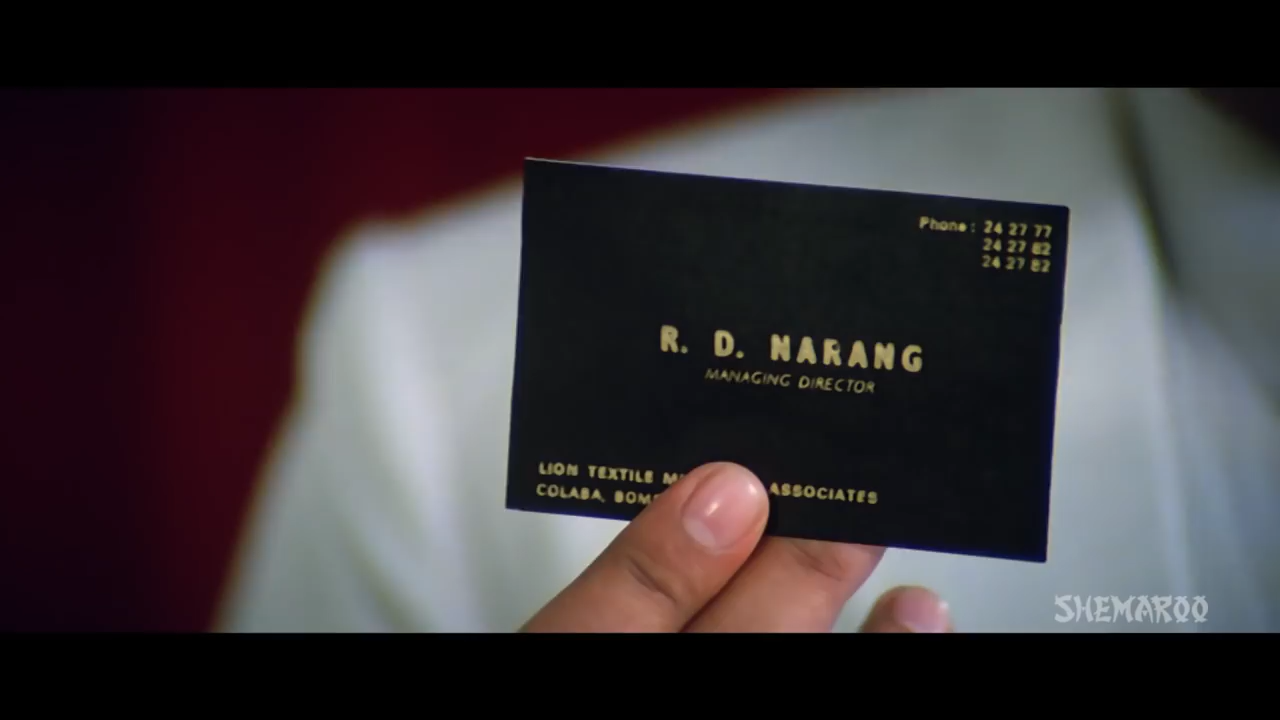 Phone : 24 27 77
24 27 82
24 27 82
R. D. NARANG
MANAGING DIRECTOR
LION TEXTILE ASSOCIATES
COLABA,
SHEMAROO